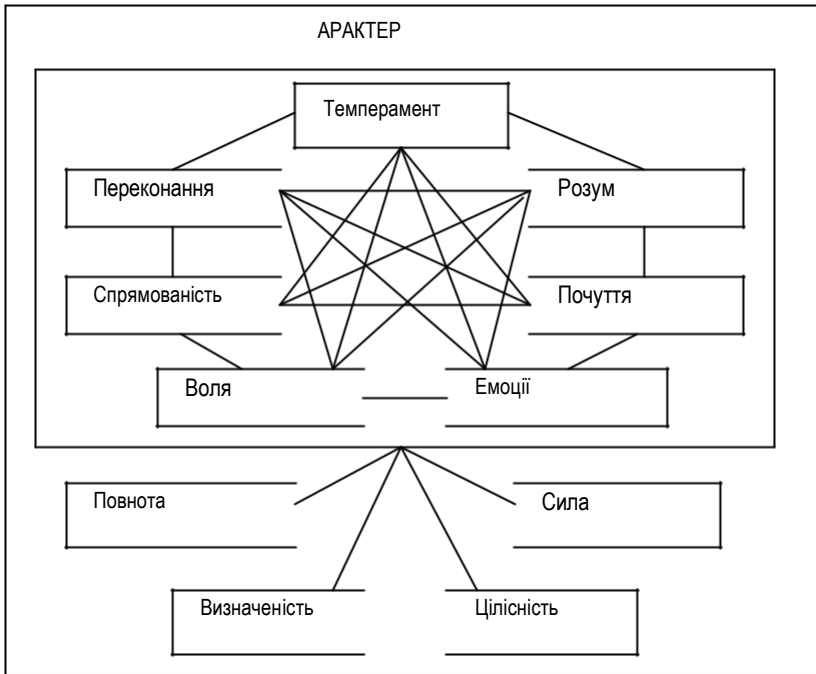 АРАКТЕР
Темперамент
Переконання
Розум
Спрямованість
Почуття
Воля
Емоції
Повнота
Сила
Визначеність
Цілісність